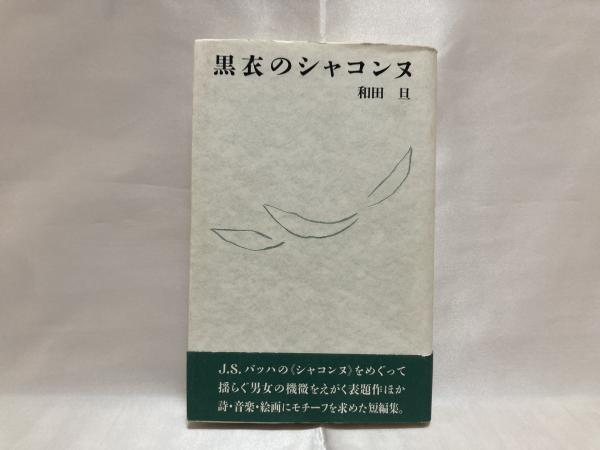 黒衣のシャコンヌ
和田 旦
J.S.バッハの《シャコンヌ》をめぐって
揺らぐ男女の機微をえがく表題作ほか
詩・音楽・絵画にモチーフを求めた短編集。